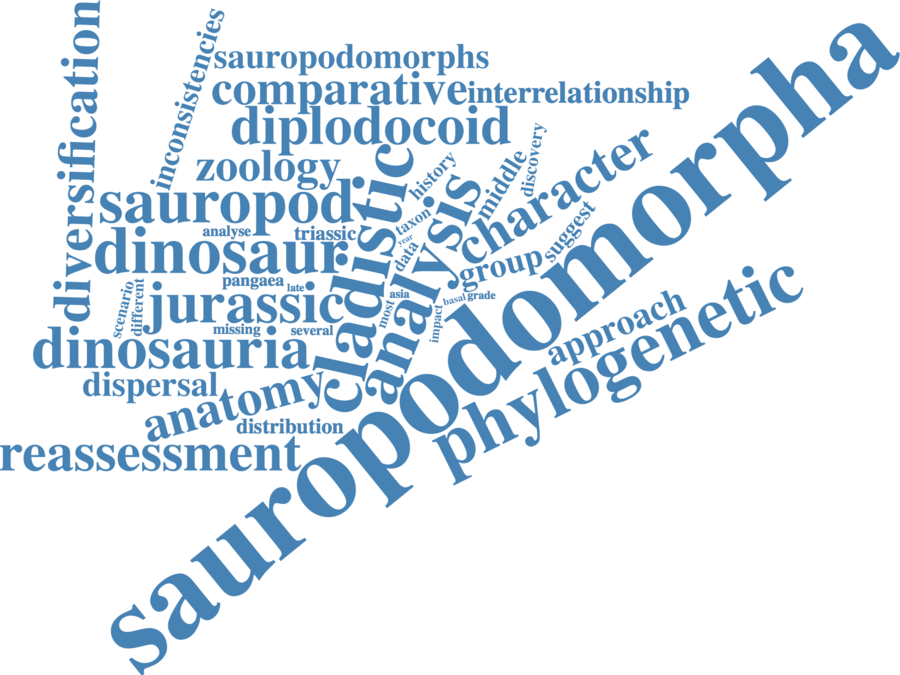 diversification
inconsistencies
sauropodomorphs
comparative
interrelationship
diplodocoid
zoology
cladistic
history
middle
discovery
sauropodomorpha
sauropod
analysis
character
taxon
suggest
analyse
triassic
year
dinosaur
data
group
pangaea
late
scenario
different
jurassic
most
asia
basal
grade
impact
missing
several
approach
phylogenetic
dinosauria
dispersal
anatomy
distribution
reassessment